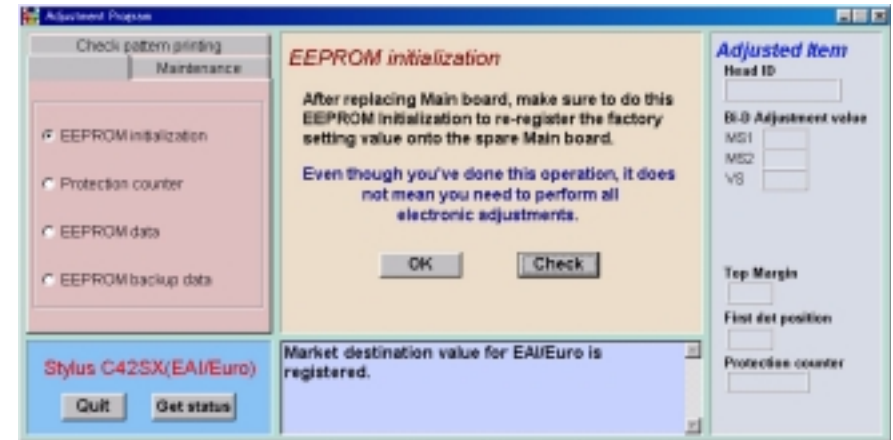 Adjustment Program
Check pattern printing
Maintenance
EEPROM initialization
Protection counter
EEPROM data
EEPROM backup data
Stylus C42SX(EAI/Euro)
Quit
Get status
EEPROM initialization
After replacing Main board, make sure to do this
EEPROM Initialization to re-register the factory
setting value onto the spare Main board.
Even though you've done this operation, it does
not mean you need to perform all
electronic adjustments.
OK
Check
Market destination value for EAI/Euro is
registered.
Adjusted Item
Head ID
Bi-D Adjustment value
MS1
MS2
VS
Top Margin
First dot position
Protection counter